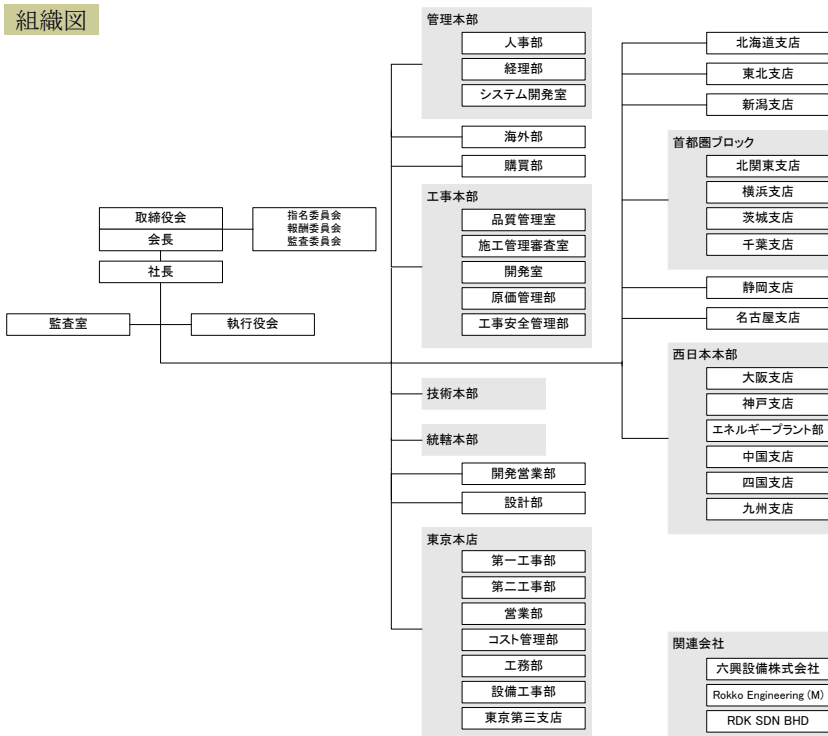 組織図
取締役会
会長
指名委員会
報酬委員会
監査委員会
社長
監査室
執行役会
管理本部
人事部
経理部
システム開発室
海外部
購買部
工事本部
品質管理室
施工管理審査室
開発室
原価管理部
工事安全管理部
技術本部
統轄本部
開発営業部
設計部
東京本店
第一工事部
第二工事部
営業部
コスト管理部
工務部
設備工事部
東京第三支店
北海道支店
東北支店
新潟支店
首都圏ブロック
北関東支店
横浜支店
茨城支店
千葉支店
静岡支店
名古屋支店
西日本本部
大阪支店
神戸支店
エネルギープラント部
中国支店
四国支店
九州支店
関連会社
六興設備株式会社
Rokko Engineering (M)
RDK SDN BHD